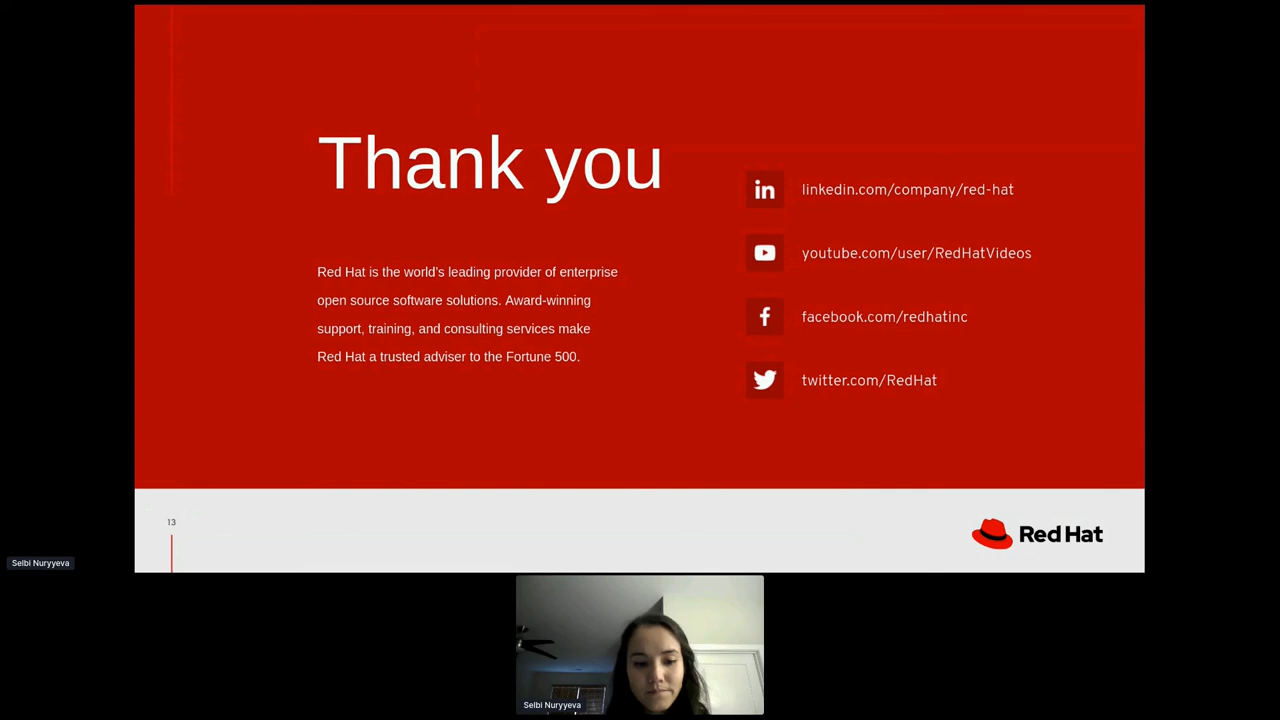 Thank you
Red Hat is the world's leading provider of enterprise
open source software solutions. Award-winning
support, training, and consulting services make
Red Hat a trusted adviser to the Fortune 500.
linkedin.com/company/red-hat
youtube.com/user/RedHatVideos
facebook.com/redhatinc
twitter.com/RedHat
13
Red Hat
Selbi Nuryyeva
Selbi Nuryyeva